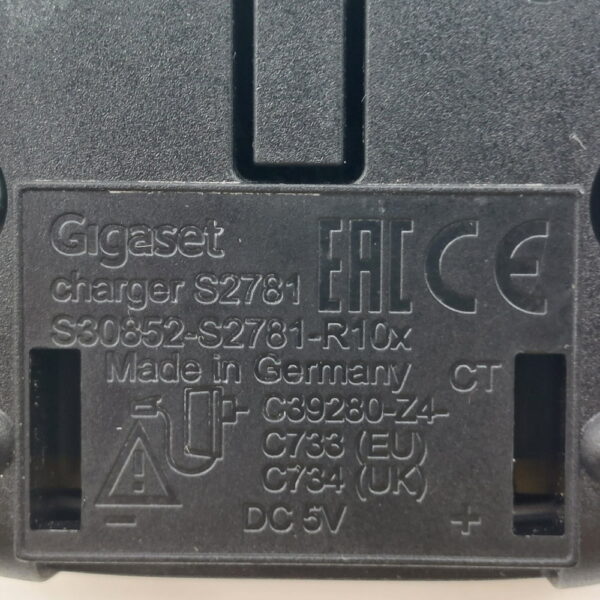 Gigaset
EAC CE
charger S2781
S30852-S2781-R10x
Made in Germany CT
C39280-Z4-
C733 (EU)
C734 (UK)
! DC 5V
- +